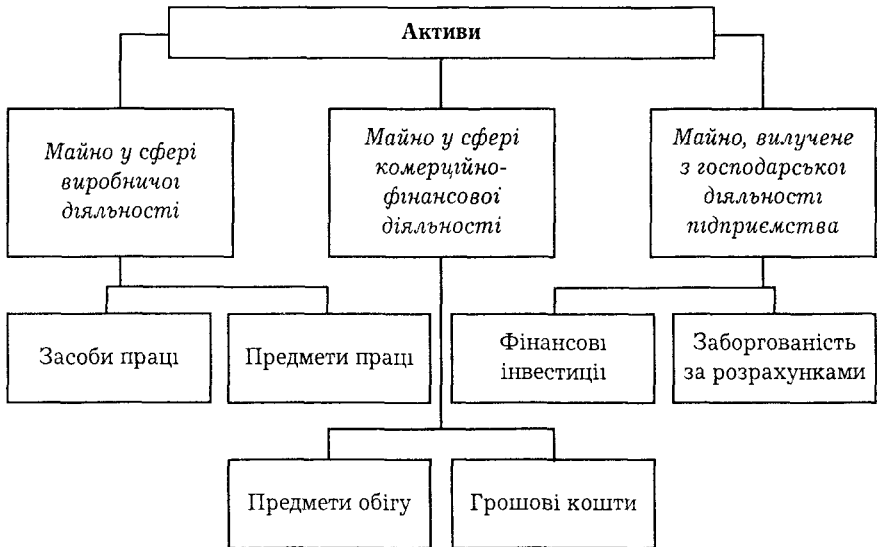 Активи
Майно у сфері
виробничої
діяльності
Майно у сфері
комерційно-
фінансової
діяльності
Майно, вилучене
з господарської
діяльності
підприємства
Засоби праці
Предмети праці
Фінансові
інвестиції
Заборгованість
за розрахунками
Предмети обігу
Грошові кошти